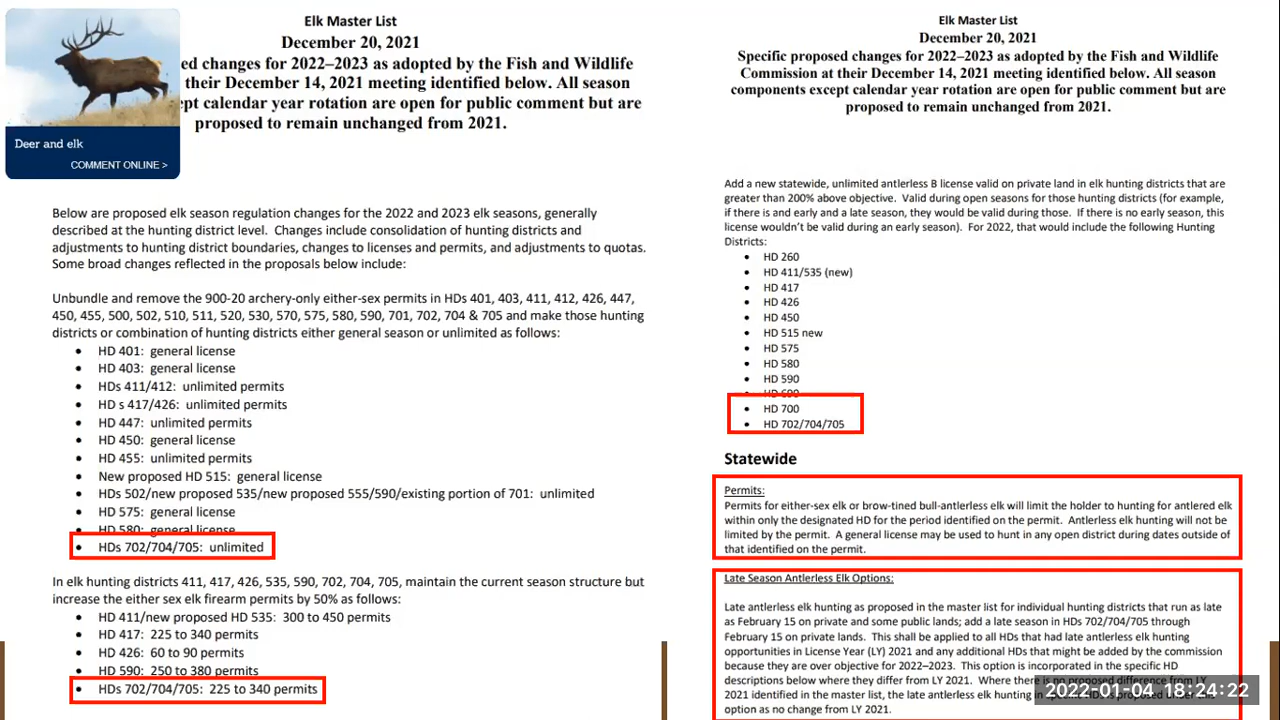 Deer and elk
COMMENT ONLINE >
Elk Master List
December 20, 2021
ed changes for 2022–2023 as adopted by the Fish and Wildlife
their December 14, 2021 meeting identified below. All season
pt calendar year rotation are open for public comment but are
proposed to remain unchanged from 2021.
Below are proposed elk season regulation changes for the 2022 and 2023 elk seasons, generally
described at the hunting district level. Changes include consolidation of hunting districts and
adjustments to hunting district boundaries, changes to licenses and permits, and adjustments to quotas.
Some broad changes reflected in the proposals below include:
Unbundle and remove the 900-20 archery-only either-sex permits in HDs 401, 403, 411, 412, 426, 447,
450, 455, 500, 502, 510, 511, 520, 530, 570, 575, 580, 590, 701, 702, 704 & 705 and make those hunting
districts or combination of hunting districts either general season or unlimited as follows:
• HD 401: general license
• HD 403: general license
• HDs 411/412: unlimited permits
• HD s 417/426: unlimited permits
• HD 447: unlimited permits
• HD 450: general license
• HD 455: unlimited permits
• New proposed HD 515: general license
• HDs 502/new proposed 535/new proposed 555/590/existing portion of 701: unlimited
• HD 575: general license
• HD 580: general license
• HDs 702/704/705: unlimited
In elk hunting districts 411, 417, 426, 535, 590, 702, 704, 705, maintain the current season structure but
increase the either sex elk firearm permits by 50% as follows:
• HD 411/new proposed HD 535: 300 to 450 permits
• HD 417: 225 to 340 permits
• HD 426: 60 to 90 permits
• HD 590: 250 to 380 permits
• HDs 702/704/705: 225 to 340 permits
Elk Master List
December 20, 2021
Specific proposed changes for 2022–2023 as adopted by the Fish and Wildlife
Commission at their December 14, 2021 meeting identified below. All season
components except calendar year rotation are open for public comment but are
proposed to remain unchanged from 2021.
Add a new statewide, unlimited antlerless B license valid on private land in elk hunting districts that are
greater than 200% above objective. Valid during open seasons for those hunting districts (for example,
if there is and early and a late season, they would be valid during those. If there is no early season, this
license wouldn't be valid during an early season). For 2022, that would include the following Hunting
Districts:
• HD 260
• HD 411/535 (new)
• HD 417
• HD 426
• HD 450
• HD 515 new
• HD 575
• HD 580
• HD 590
• HD 690
• HD 700
• HD 702/704/705
Statewide
Permits:
Permits for either-sex elk or brow-tined bull-antlerless elk will limit the holder to hunting for antlered elk
within only the designated HD for the period identified on the permit. Antlerless elk hunting will not be
limited by the permit. A general license may be used to hunt in any open district during dates outside of
that identified on the permit.
Late Season Antlerless Elk Options:
Late antlerless elk hunting as proposed in the master list for individual hunting districts that run as late
as February 15 on private and some public lands; add a late season in HDs 702/704/705 through
February 15 on private lands. This shall be applied to all HDs that had late antlerless elk hunting
opportunities in License Year (LY) 2021 and any additional HDs that might be added by the commission
because they are over objective for 2022–2023. This option is incorporated in the specific HD
descriptions below where they differ from LY 2021. Where there is no proposed difference from LY
2021 identified in the master list, the late antlerless elk hunting in
option as no change from LY 2021.
2022-01-04 18:24:22